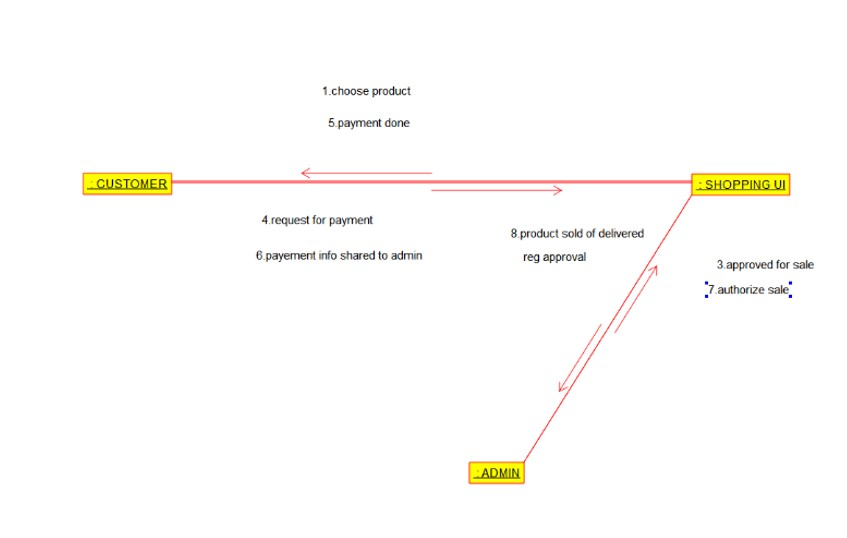 1.choose product
5.payment done
: CUSTOMER
: SHOPPING UI
4.request for payment
6.payement info shared to admin
8.product sold of delivered
reg approval
3.approved for sale
7.authorize sale
: ADMIN